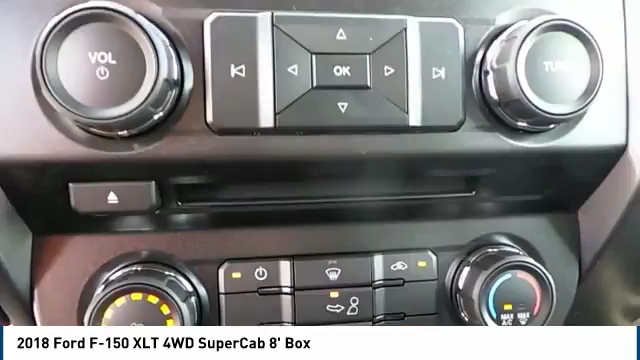 VOL
TUNE
OK
MAX A/C
MAX
2018 Ford F-150 XLT 4WD SuperCab 8' Box